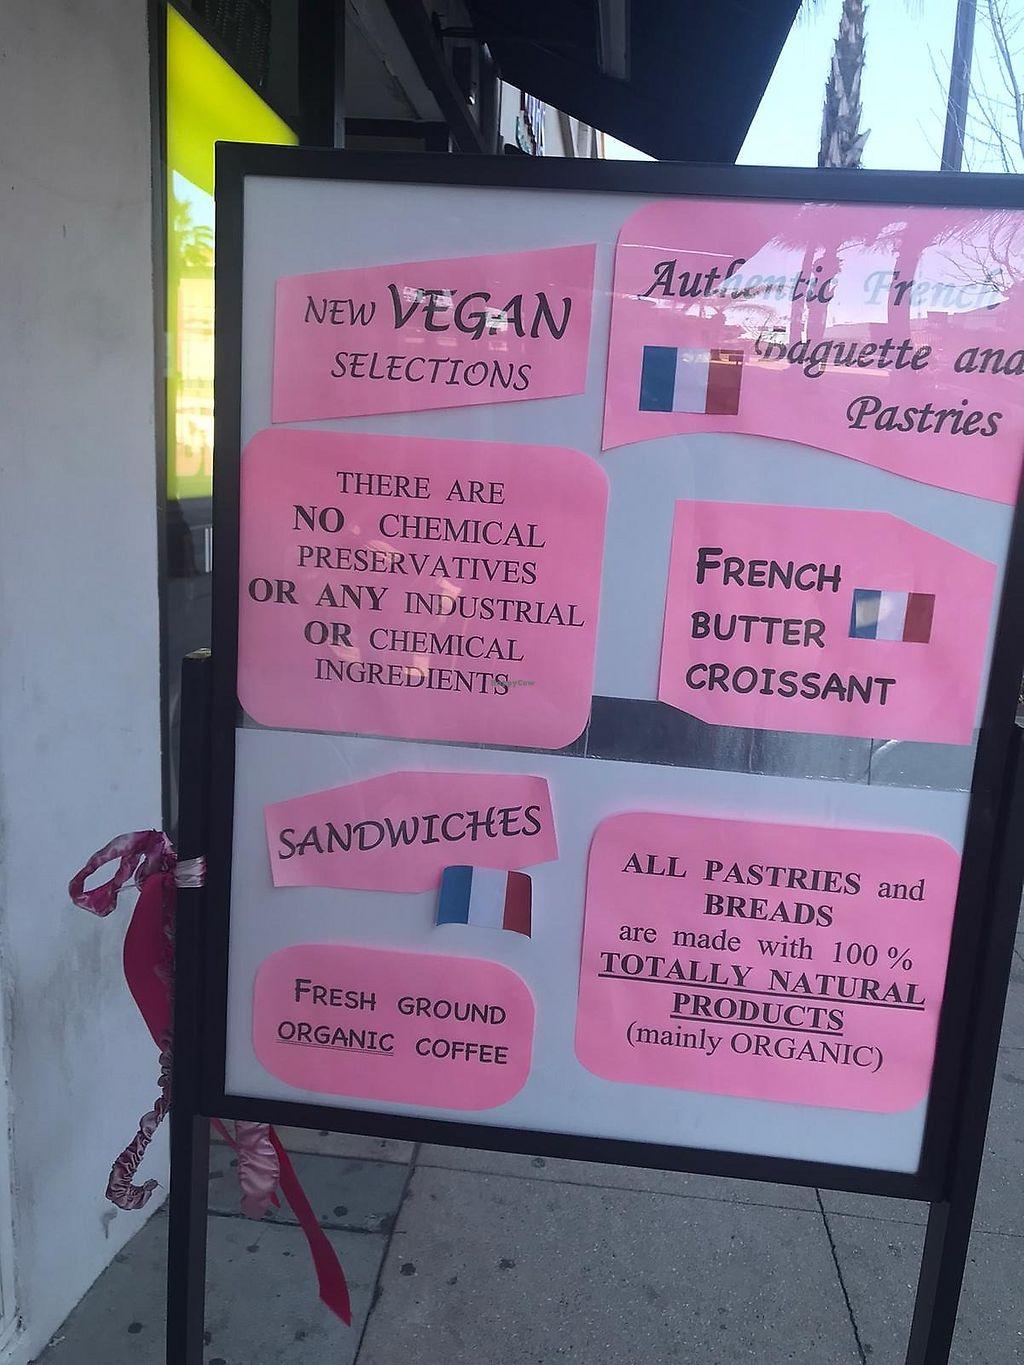 NEW VEGAN
SELECTIONS
Authentic French
Baguette and
Pastries
THERE ARE
NO CHEMICAL
PRESERVATIVES
OR ANY INDUSTRIAL
OR CHEMICAL
INGREDIENTS
FRENCH
BUTTER
CROISSANT
SANDWICHES
FRESH GROUND
ORGANIC COFFEE
ALL PASTRIES and
BREADS
are made with 100 %
TOTALLY NATURAL
PRODUCTS
(mainly ORGANIC)
HappyCow